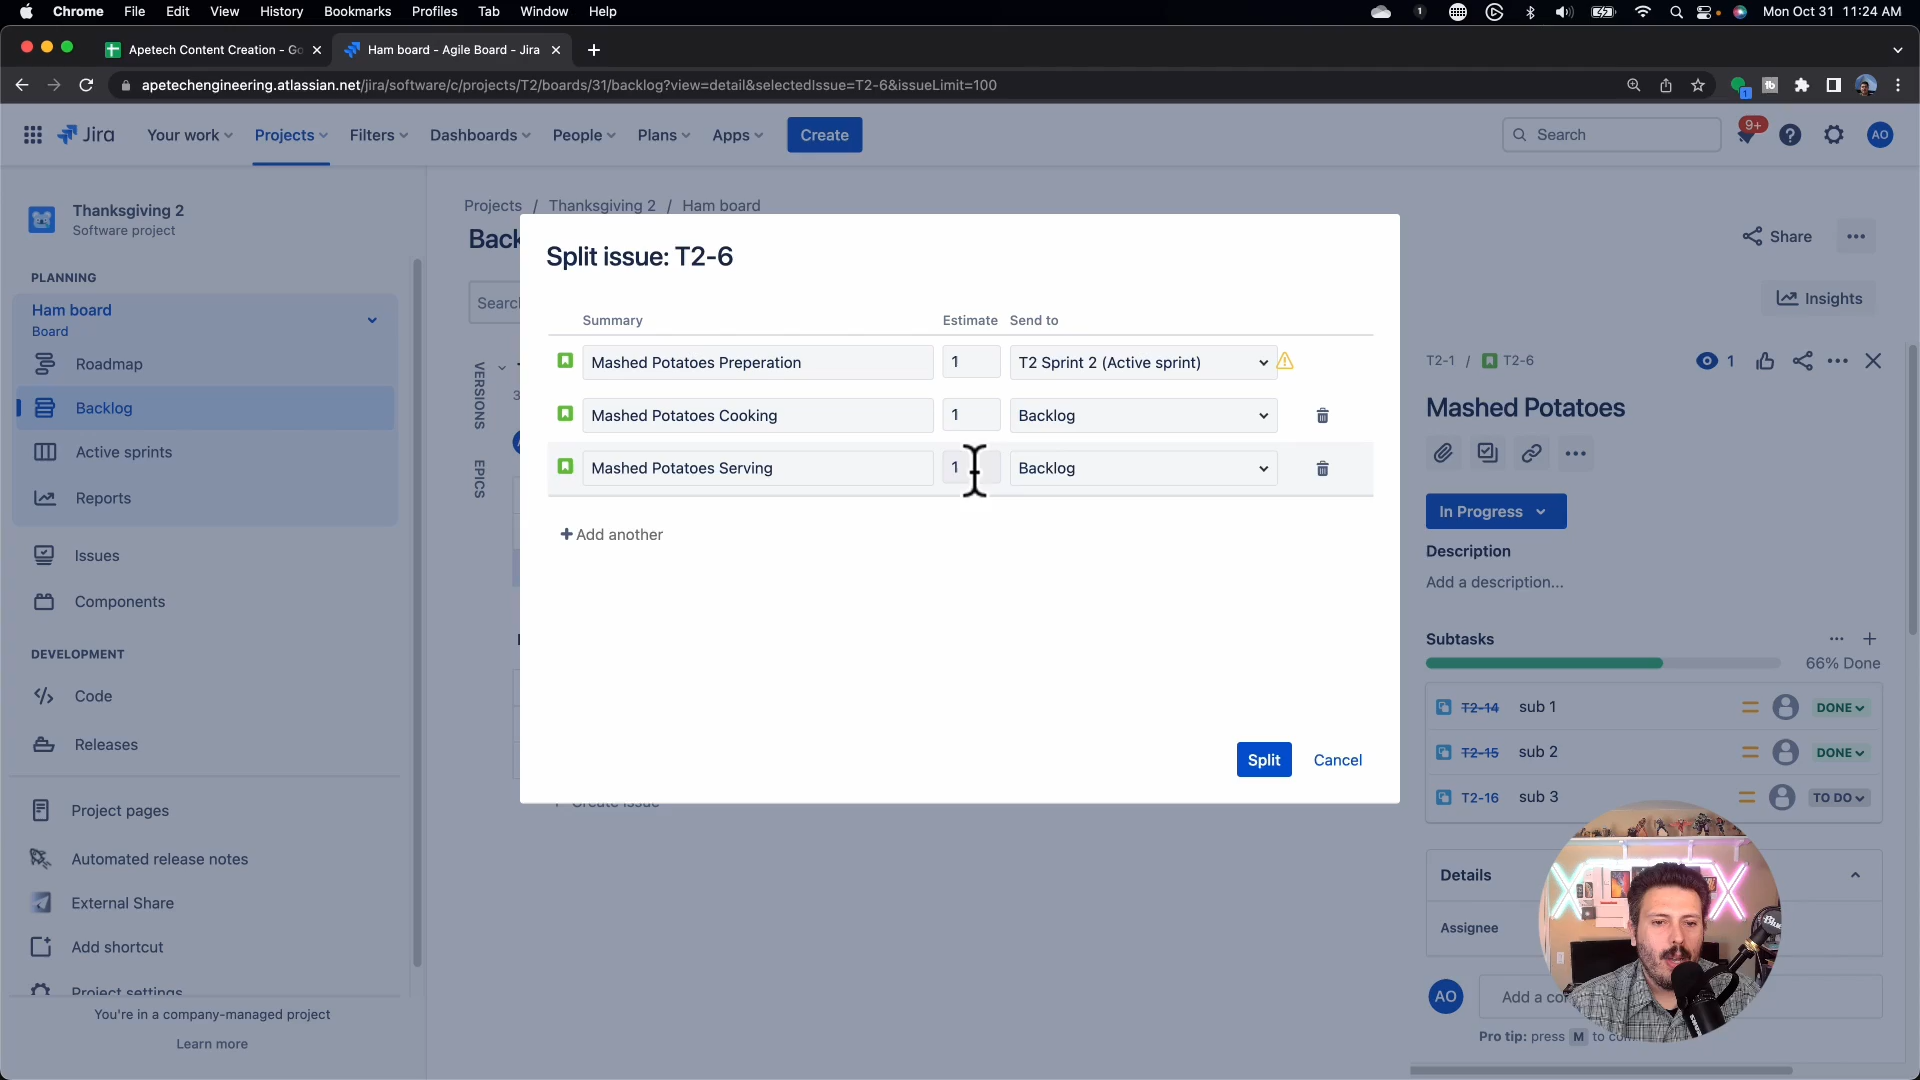 Chrome File Edit View History Bookmarks Profiles Tab Window Help
1
Mon Oct 31 11:24 AM
Apetech Content Creation - Go
Ham board - Agile Board - Jira
apetechengineering.atlassian.net/jira/software/c/projects/T2/boards/31/backlog?view=detail&selectedIssue=T2-6&issueLimit=100
1
Jira
Your work
Projects
Filters
Dashboards
People
Plans
Apps
Create
Search
9+
AO
Thanksgiving 2
Software project
PLANNING
Ham board
Board
Roadmap
Backlog
Active sprints
Reports
Issues
Components
DEVELOPMENT
Code
Releases
Project pages
Automated release notes
External Share
Add shortcut
Project settings
You're in a company-managed project
Learn more
Projects / Thanksgiving 2 / Ham board
Back
Share
Insights
VERSIONS
EPICS
Split issue: T2-6
Summary Estimate Send to
Mashed Potatoes Preperation 1 T2 Sprint 2 (Active sprint)
Mashed Potatoes Cooking 1 Backlog
Mashed Potatoes Serving 1 Backlog
+ Add another
Split Cancel
Create issue
T2-1 / T2-6
1
Mashed Potatoes
In Progress
Description
Add a description...
Subtasks
66% Done
T2-14 sub 1 DONE
T2-15 sub 2 DONE
T2-16 sub 3 TO DO
Details
Assignee
AO
Add a
Pro tip: press M to